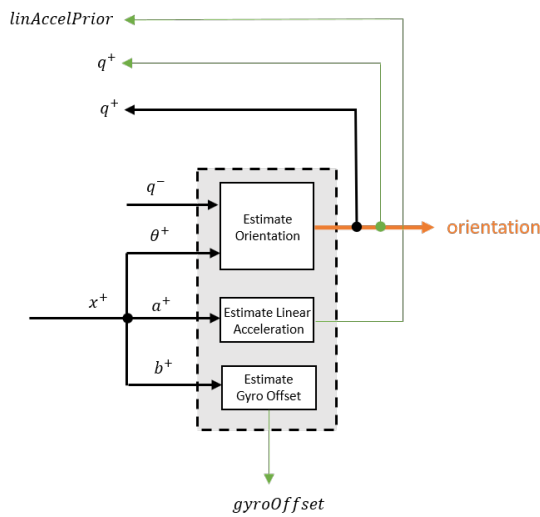 linAccelPrior
q⁺
q⁺
q⁻
Estimate
Orientation
orientation
θ⁺
x⁺
a⁺
Estimate Linear
Acceleration
b⁺
Estimate
Gyro Offset
gyroOffset